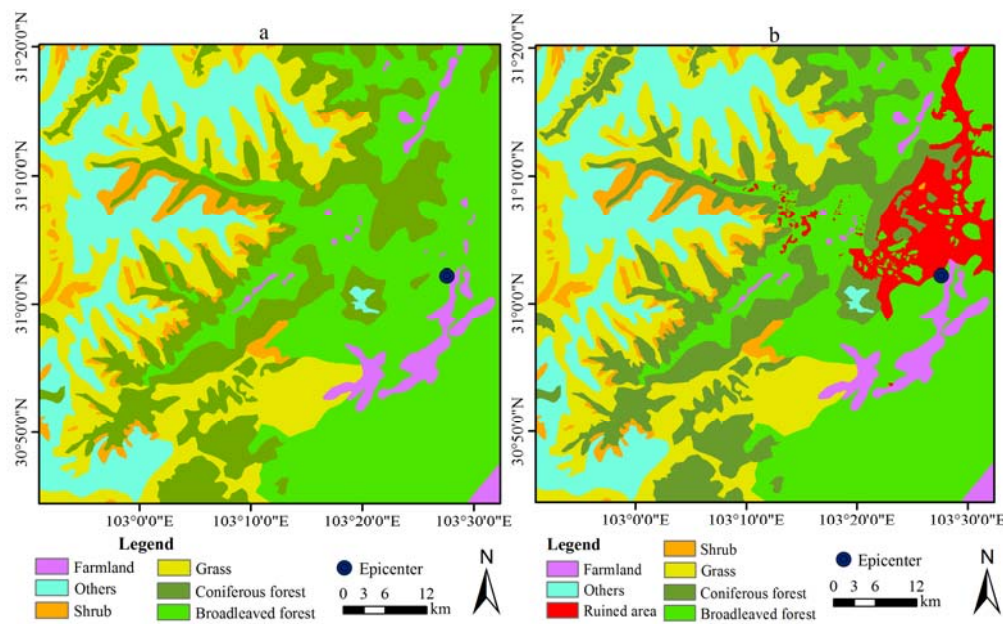 a
b
31°20'0"N
31°10'0"N
31°0'0"N
30°50'0"N
103°0'0"E
103°10'0"E
103°20'0"E
103°30'0"E
31°20'0"N
31°10'0"N
31°0'0"N
30°50'0"N
103°0'0"E
103°10'0"E
103°20'0"E
103°30'0"E
Legend
Farmland
Others
Shrub
Grass
Coniferous forest
Broadleaved forest
Epicenter
0 3 6 12
km
N
Legend
Farmland
Others
Ruined area
Shrub
Grass
Coniferous forest
Broadleaved forest
Epicenter
0 3 6 12
km
N